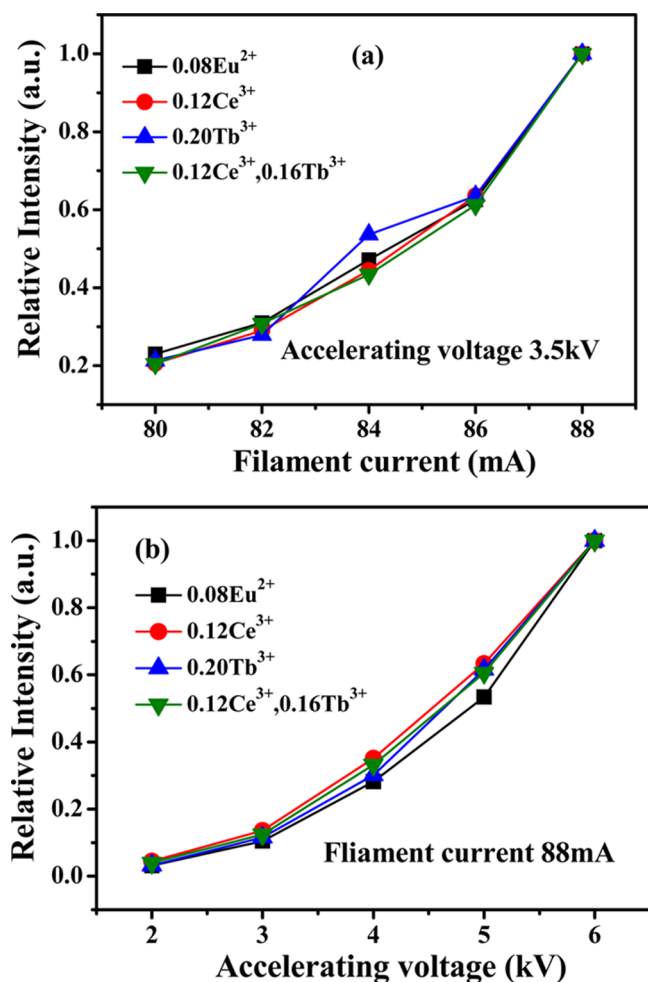 (a)
0.08Eu²⁺
0.12Ce³⁺
0.20Tb³⁺
0.12Ce³⁺,0.16Tb³⁺
Accelerating voltage 3.5kV
Relative Intensity (a.u.)
1.0
0.8
0.6
0.4
0.2
80 82 84 86 88
Filament current (mA)
(b)
0.08Eu²⁺
0.12Ce³⁺
0.20Tb³⁺
0.12Ce³⁺,0.16Tb³⁺
Fliament current 88mA
Relative Intensity (a.u.)
1.0
0.8
0.6
0.4
0.2
0.0
2 3 4 5 6
Accelerating voltage (kV)